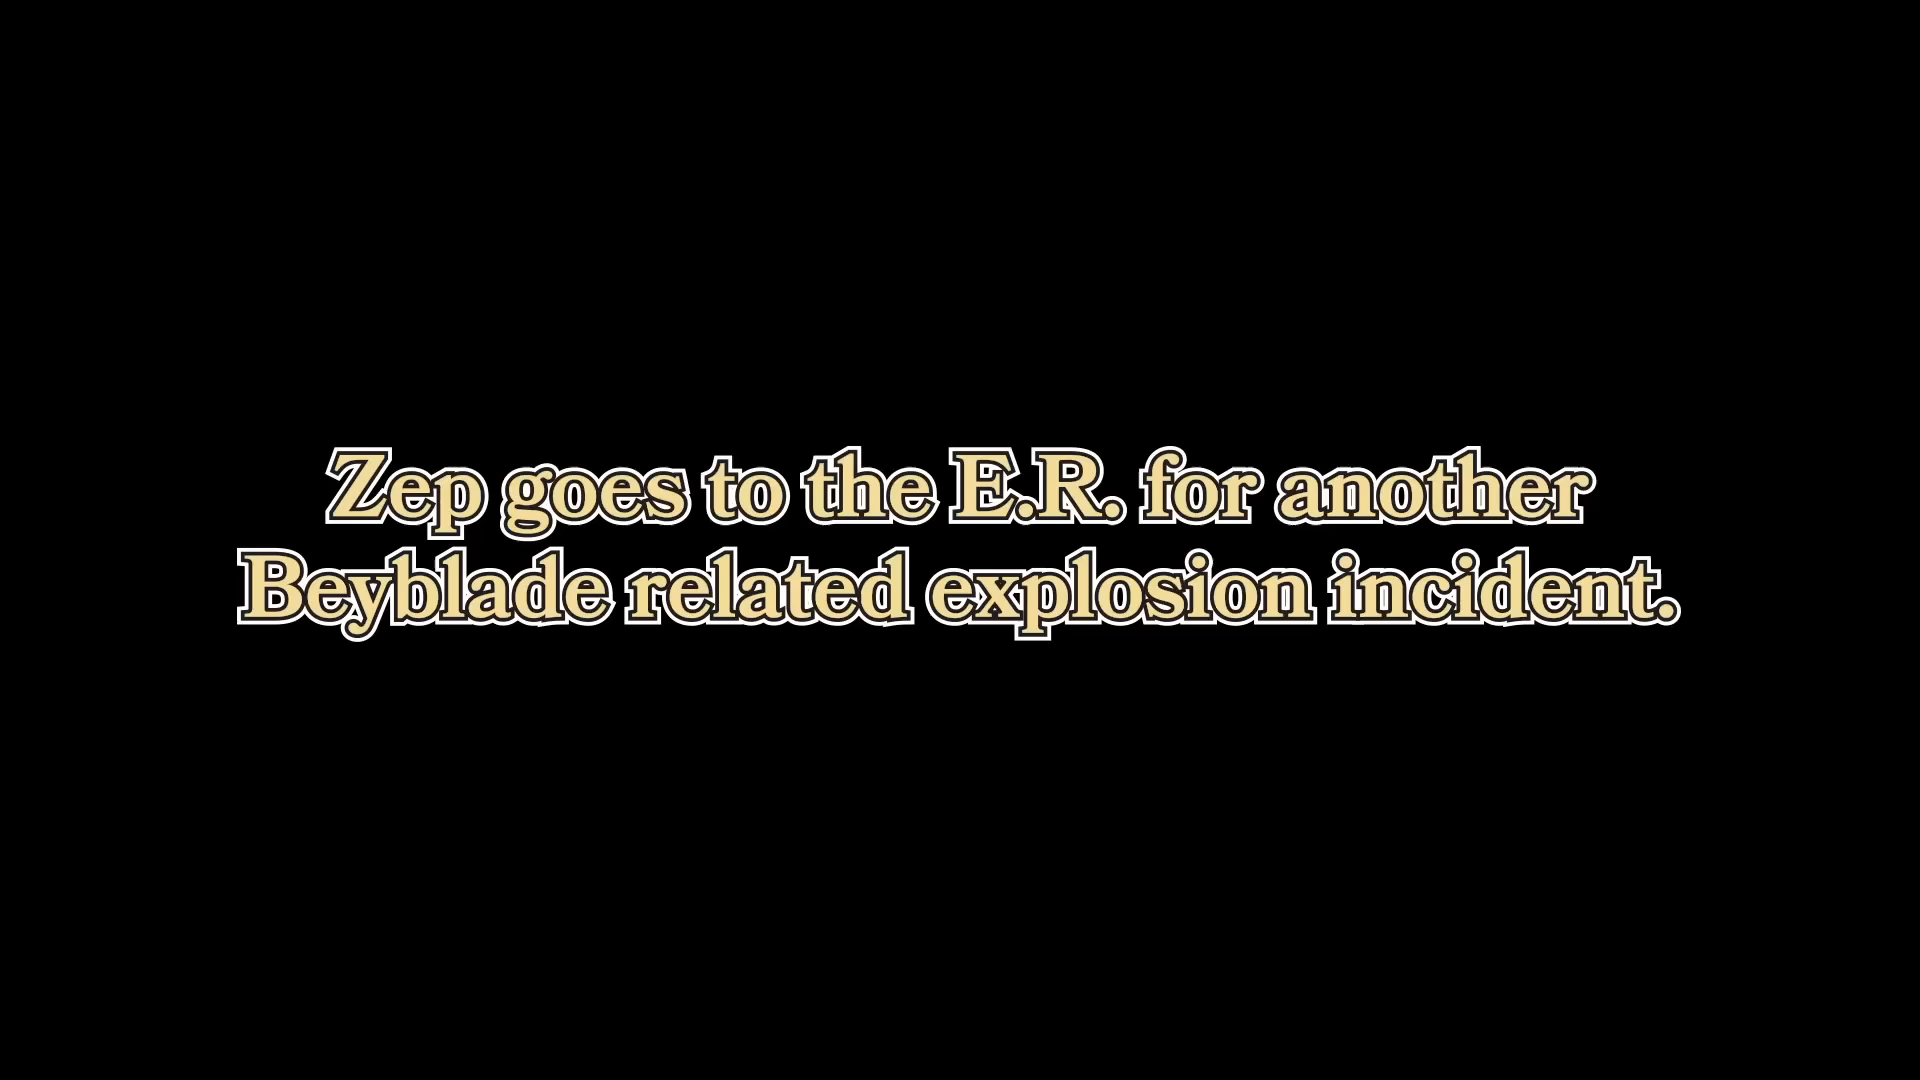 Zep goes to the E.R. for another
Beyblade related explosion incident.